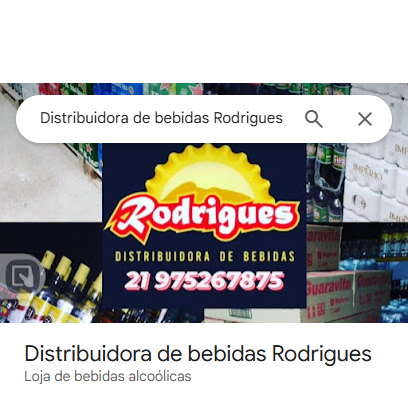 Distribuidora de bebidas Rodrigues
IMPÉRIO
Rodrigues
DISTRIBUIDORA DE BEBIDAS
21 975267875
Guaravita
Guaravita
Distribuidora de bebidas Rodrigues
Loja de bebidas alcoólicas